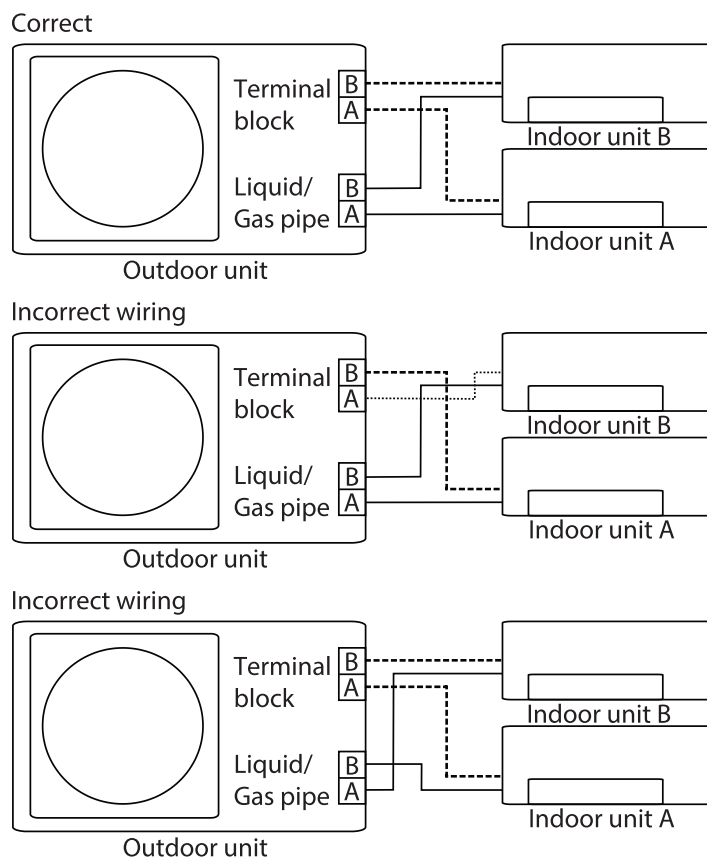 Correct
Terminal
block
B
A
Liquid/
Gas pipe
B
A
Indoor unit B
Indoor unit A
Outdoor unit
Incorrect wiring
Terminal
block
B
A
Liquid/
Gas pipe
B
A
Indoor unit B
Indoor unit A
Outdoor unit
Incorrect wiring
Terminal
block
B
A
Liquid/
Gas pipe
B
A
Indoor unit B
Indoor unit A
Outdoor unit